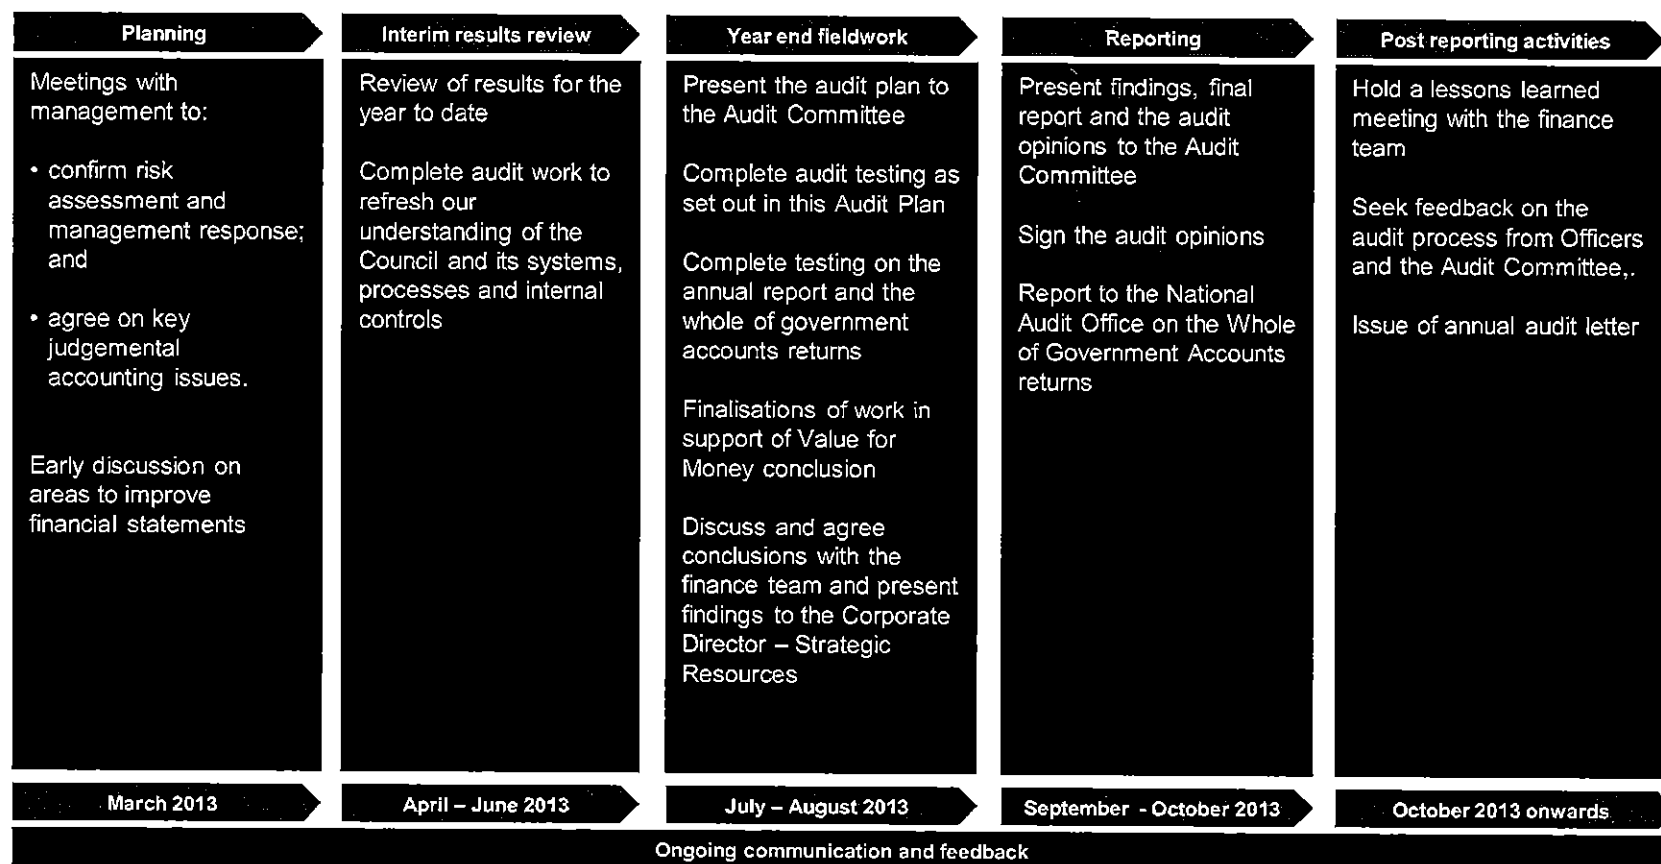 Planning
Meetings with
management to:
• confirm risk
assessment and
management response;
and
• agree on key
judgemental
accounting issues.
Early discussion on
areas to improve
financial statements
March 2013
Interim results review
Review of results for the
year to date
Complete audit work to
refresh our
understanding of the
Council and its systems,
processes and internal
controls
April – June 2013
Year end fieldwork
Present the audit plan to
the Audit Committee
Complete audit testing as
set out in this Audit Plan
Complete testing on the
annual report and the
whole of government
accounts returns
Finalisations of work in
support of Value for
Money conclusion
Discuss and agree
conclusions with the
finance team and present
findings to the Corporate
Director – Strategic
Resources
July – August 2013
Reporting
Present findings, final
report and the audit
opinions to the Audit
Committee
Sign the audit opinions
Report to the National
Audit Office on the Whole
of Government Accounts
returns
September - October 2013
Post reporting activities
Hold a lessons learned
meeting with the finance
team
Seek feedback on the
audit process from Officers
and the Audit Committee,.
Issue of annual audit letter
October 2013 onwards
Ongoing communication and feedback